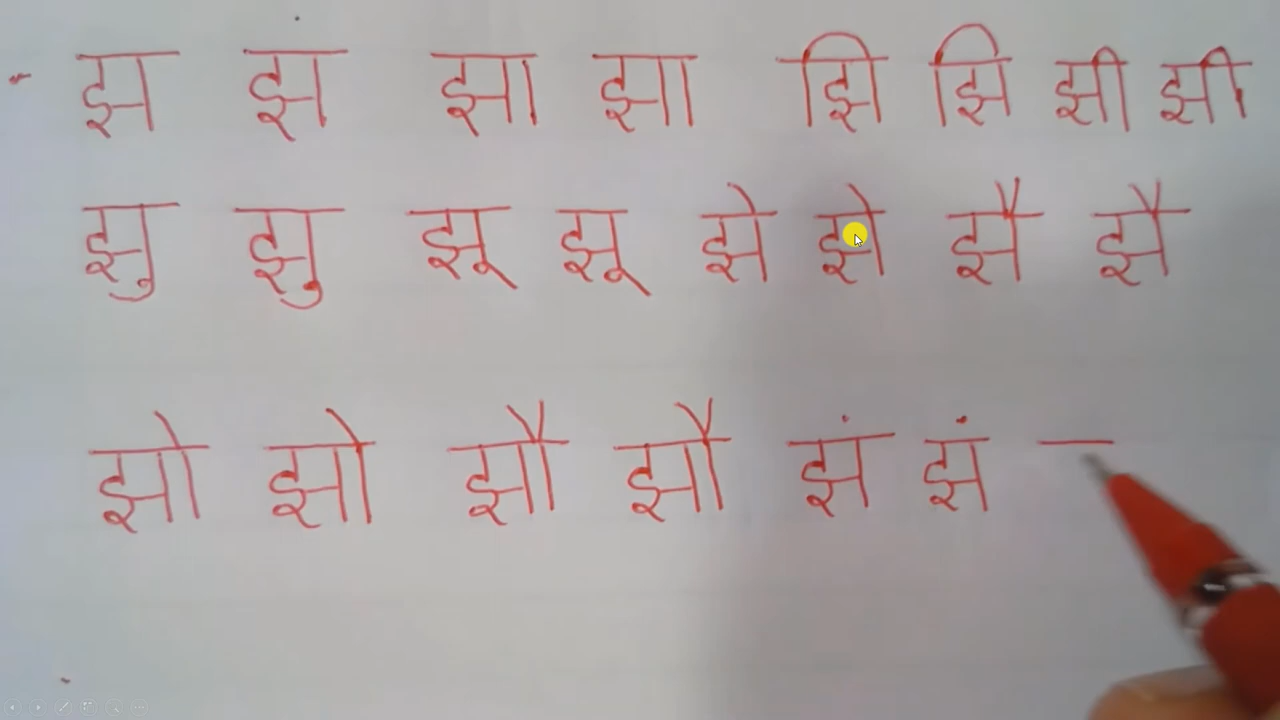 झ झ झा झा झि झि झी झी
झु झु झू झू झे झे झै झै
झो झो झौ झौ झं झं